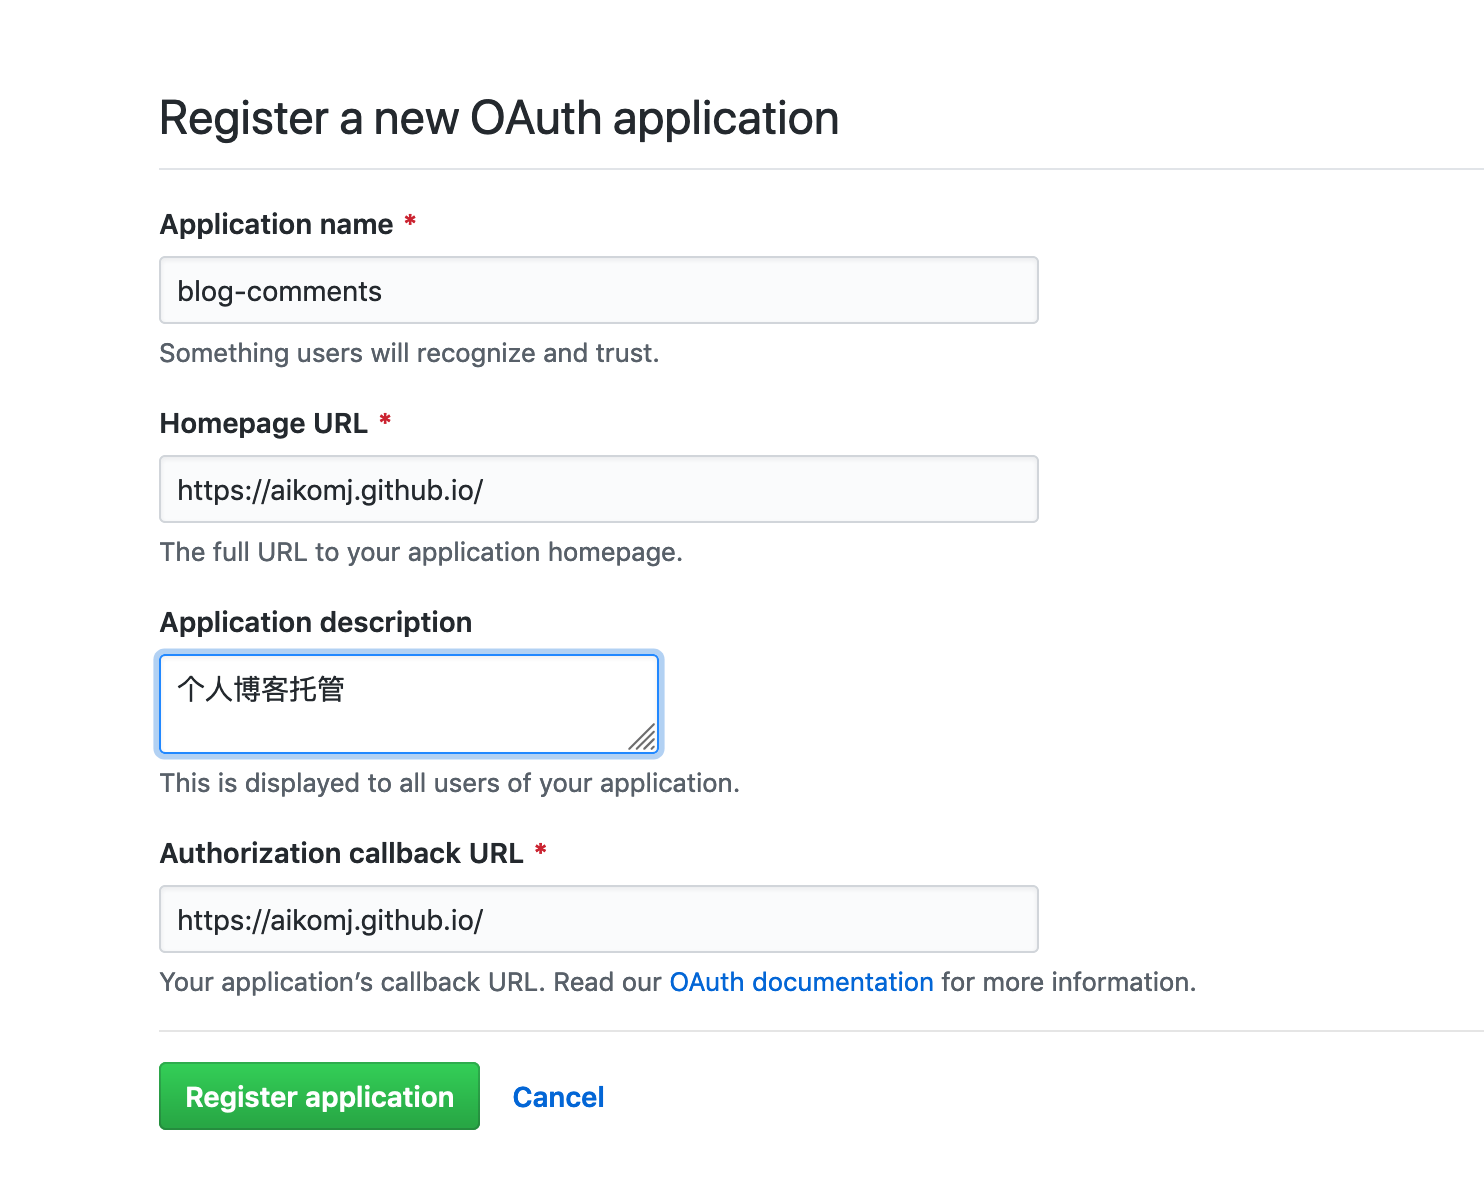 Register a new OAuth application
Application name *
blog-comments
Something users will recognize and trust.
Homepage URL *
https://aikomj.github.io/
The full URL to your application homepage.
Application description
个人博客托管
This is displayed to all users of your application.
Authorization callback URL *
https://aikomj.github.io/
Your application’s callback URL. Read our OAuth documentation for more information.
Register application Cancel